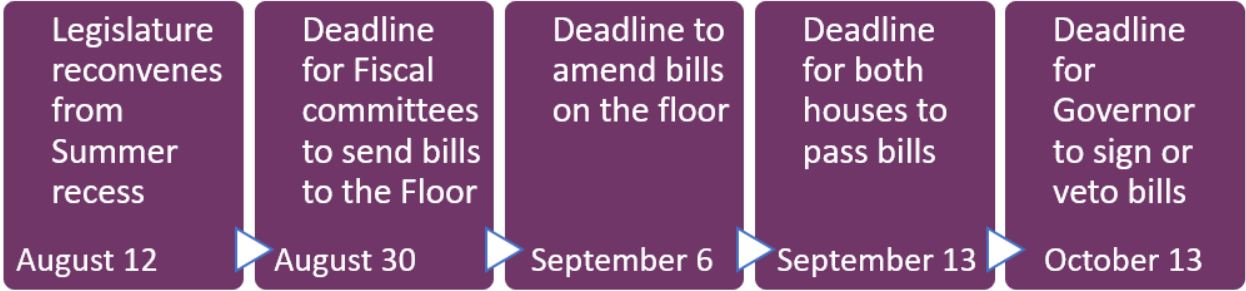 Legislature
reconvenes
from
Summer
recess
August 12
Deadline
for Fiscal
committees
to send bills
to the Floor
August 30
Deadline to
amend bills
on the floor
September 6
Deadline
for both
houses to
pass bills
September 13
Deadline
for
Governor
to sign or
veto bills
October 13